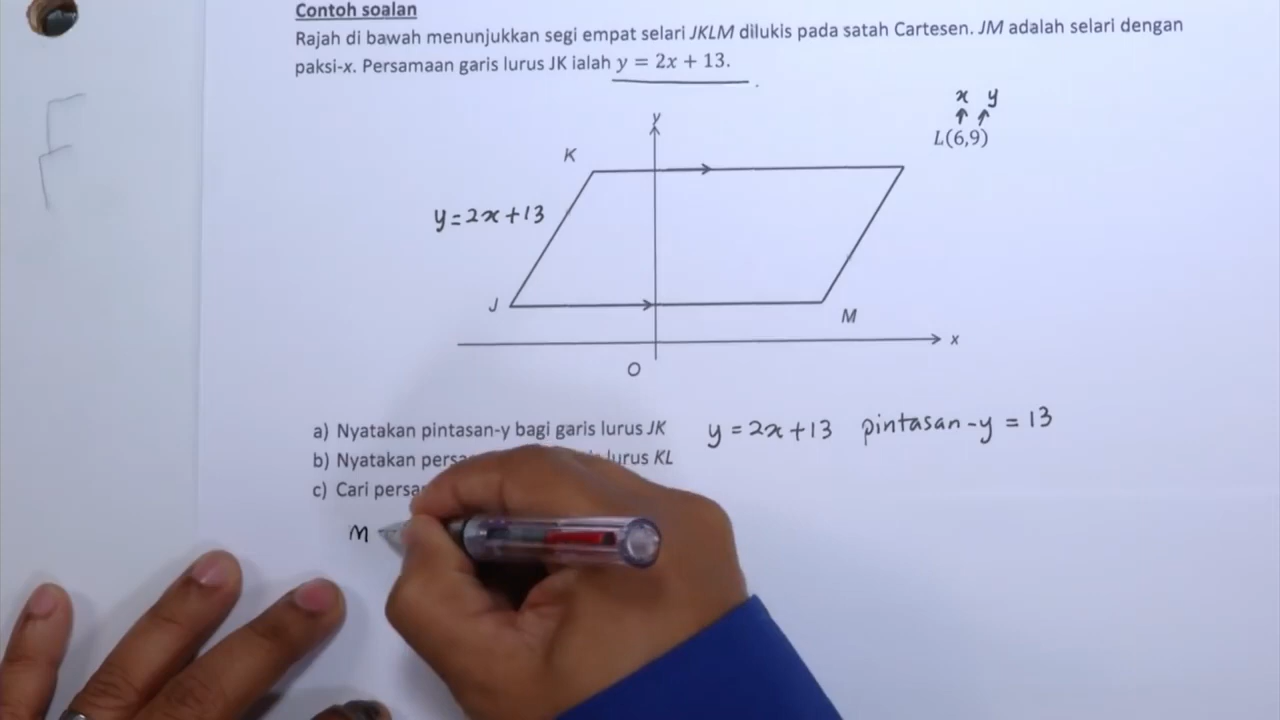 Contoh soalan
Rajah di bawah menunjukkan segi empat selari JKLM dilukis pada satah Cartesen. JM adalah selari dengan
paksi-x. Persamaan garis lurus JK ialah y = 2x + 13.
x y
L(6,9)
y
K
y=2x+13
J
M
x
O
a) Nyatakan pintasan-y bagi garis lurus JK
y = 2x+13 pintasan-y = 13
b) Nyatakan lurus KL
c) Cari
m